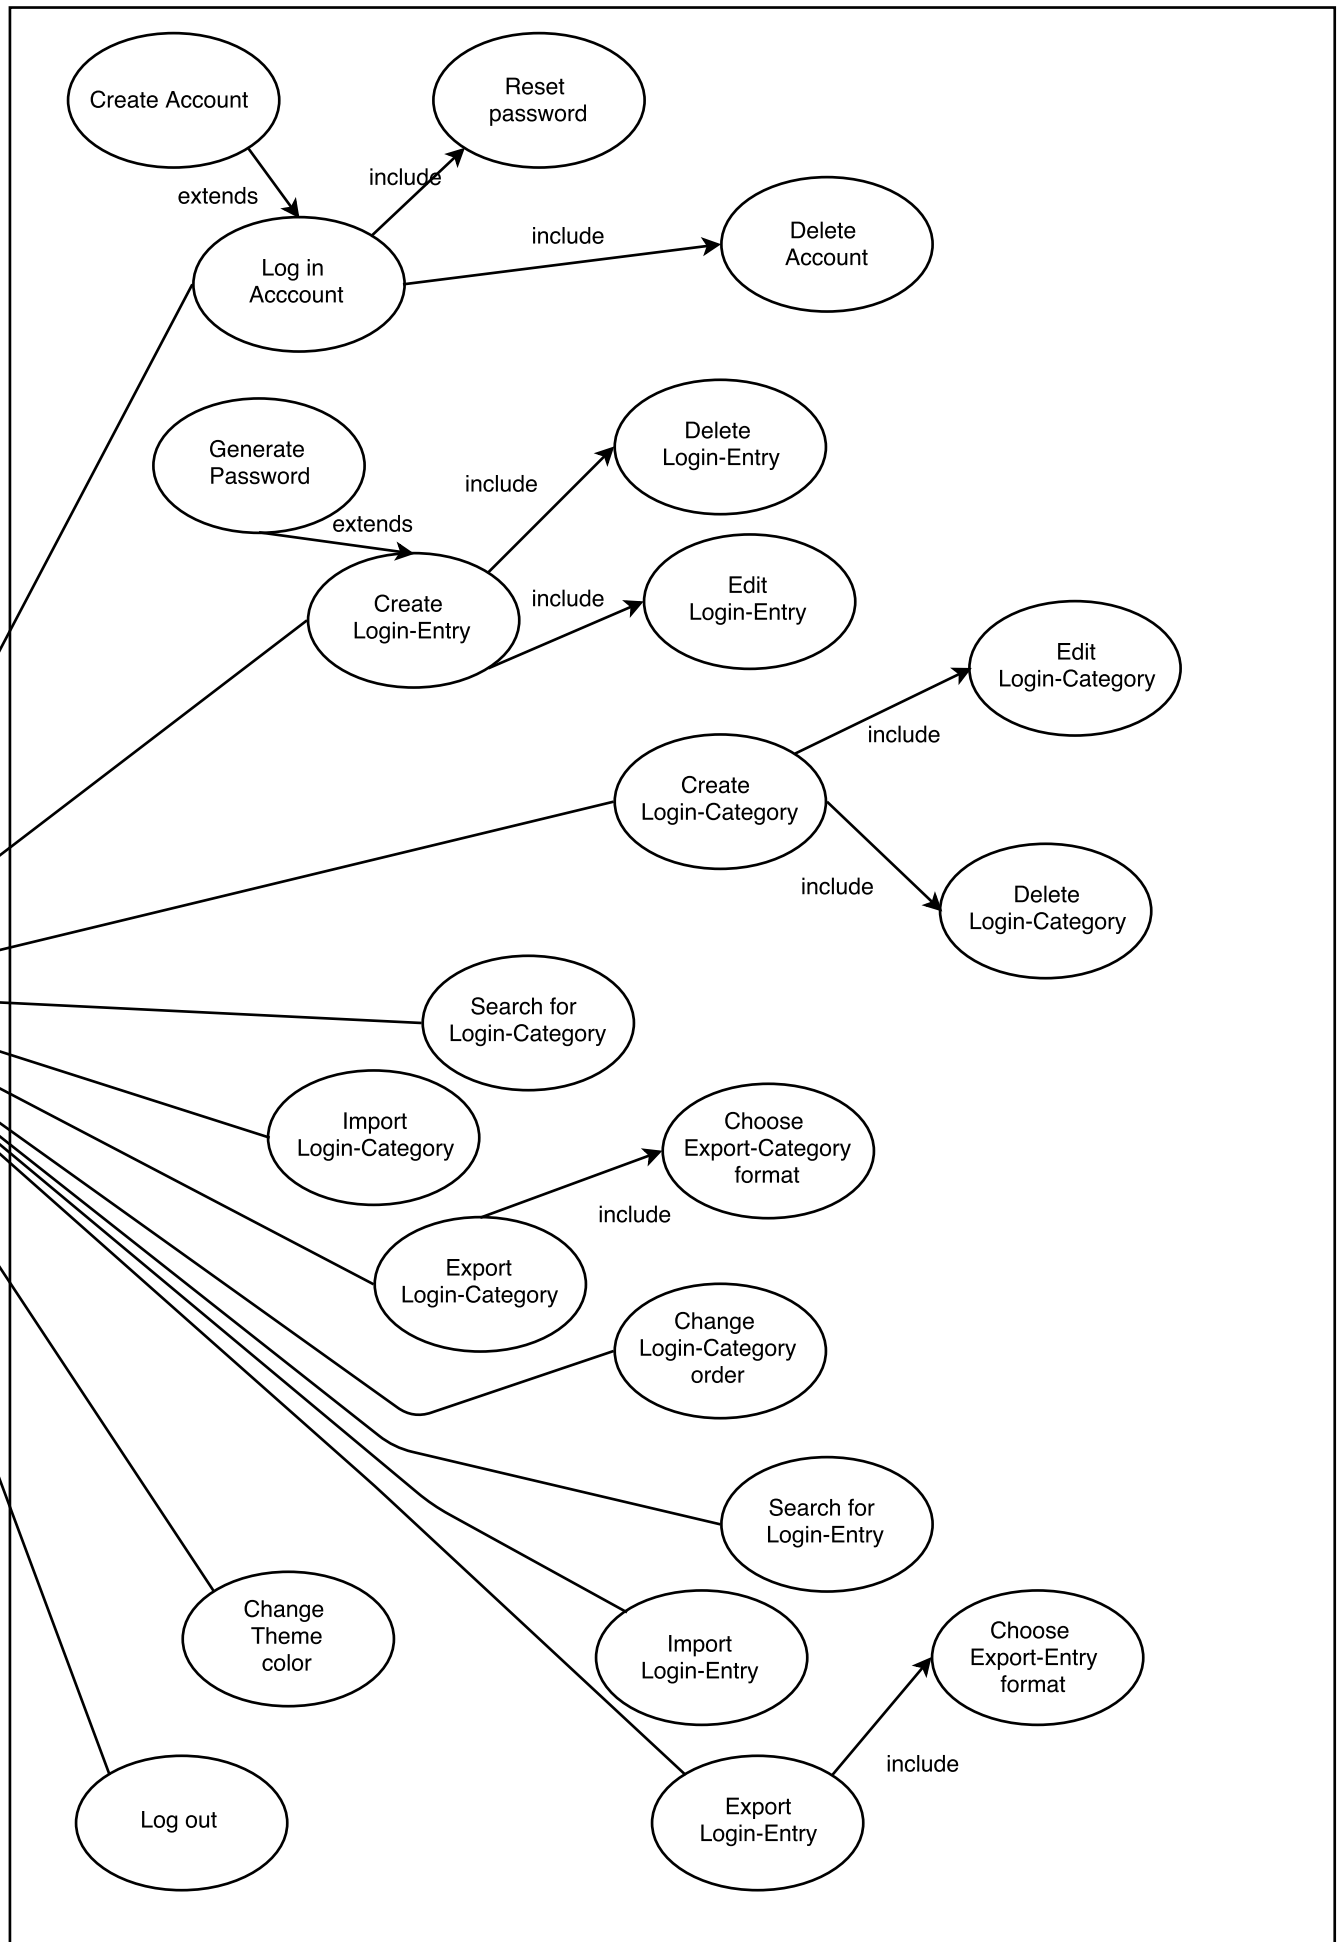 Create Account
Reset
password
include
extends
Delete
Account
include
Log in
Acccount
Generate
Password
Delete
Login-Entry
include
extends
Edit
Login-Entry
include
Create
Login-Entry
Edit
Login-Category
include
Create
Login-Category
include
Delete
Login-Category
Search for
Login-Category
Import
Login-Category
Choose
Export-Category
format
include
Export
Login-Category
Change
Login-Category
order
Search for
Login-Entry
Change
Theme
color
Import
Login-Entry
Choose
Export-Entry
format
include
Log out
Export
Login-Entry